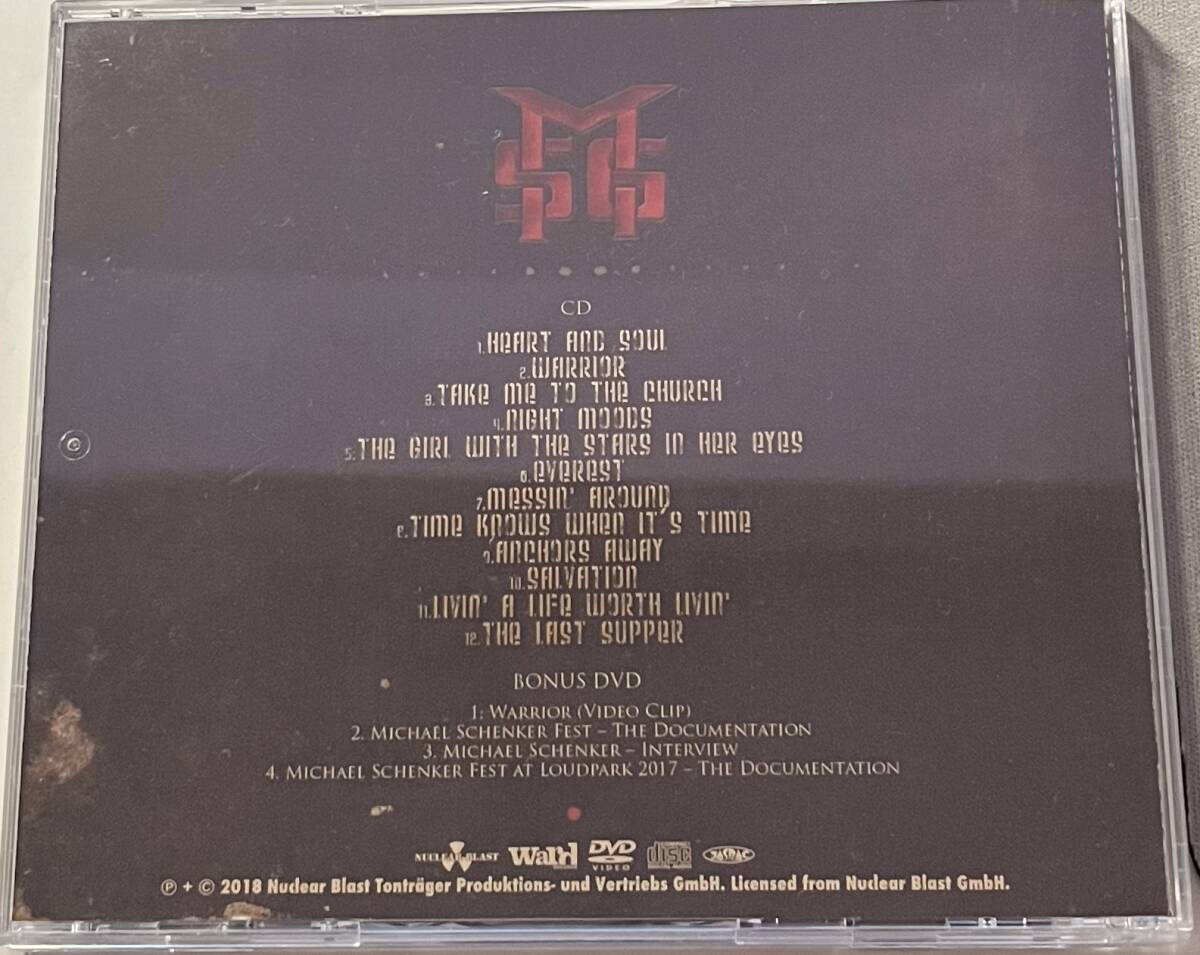 MSG
CD
1. HEART AND SOUL
2. WARRIOR
3. TAKE ME TO THE CHURCH
4. NIGHT MOODS
5. THE GIRL WITH THE STARS IN HER EYES
6. EVEREST
7. MESSIN' AROUND
8. TIME KNOWS WHEN IT'S TIME
9. ANCHORS AWAY
10. SALVATION
11. LIVIN' A LIFE WORTH LIVIN'
12. THE LAST SUPPER
BONUS DVD
1: WARRIOR (VIDEO CLIP)
2. MICHAEL SCHENKER FEST – THE DOCUMENTATION
3. MICHAEL SCHENKER – INTERVIEW
4. MICHAEL SCHENKER FEST AT LOUDPARK 2017 – THE DOCUMENTATION
NUCLEAR BLAST Ward DVD VIDEO disc JASRAC
℗ + © 2018 Nuclear Blast Tonträger Produktions- und Vertriebs GmbH. Licensed from Nuclear Blast GmbH.